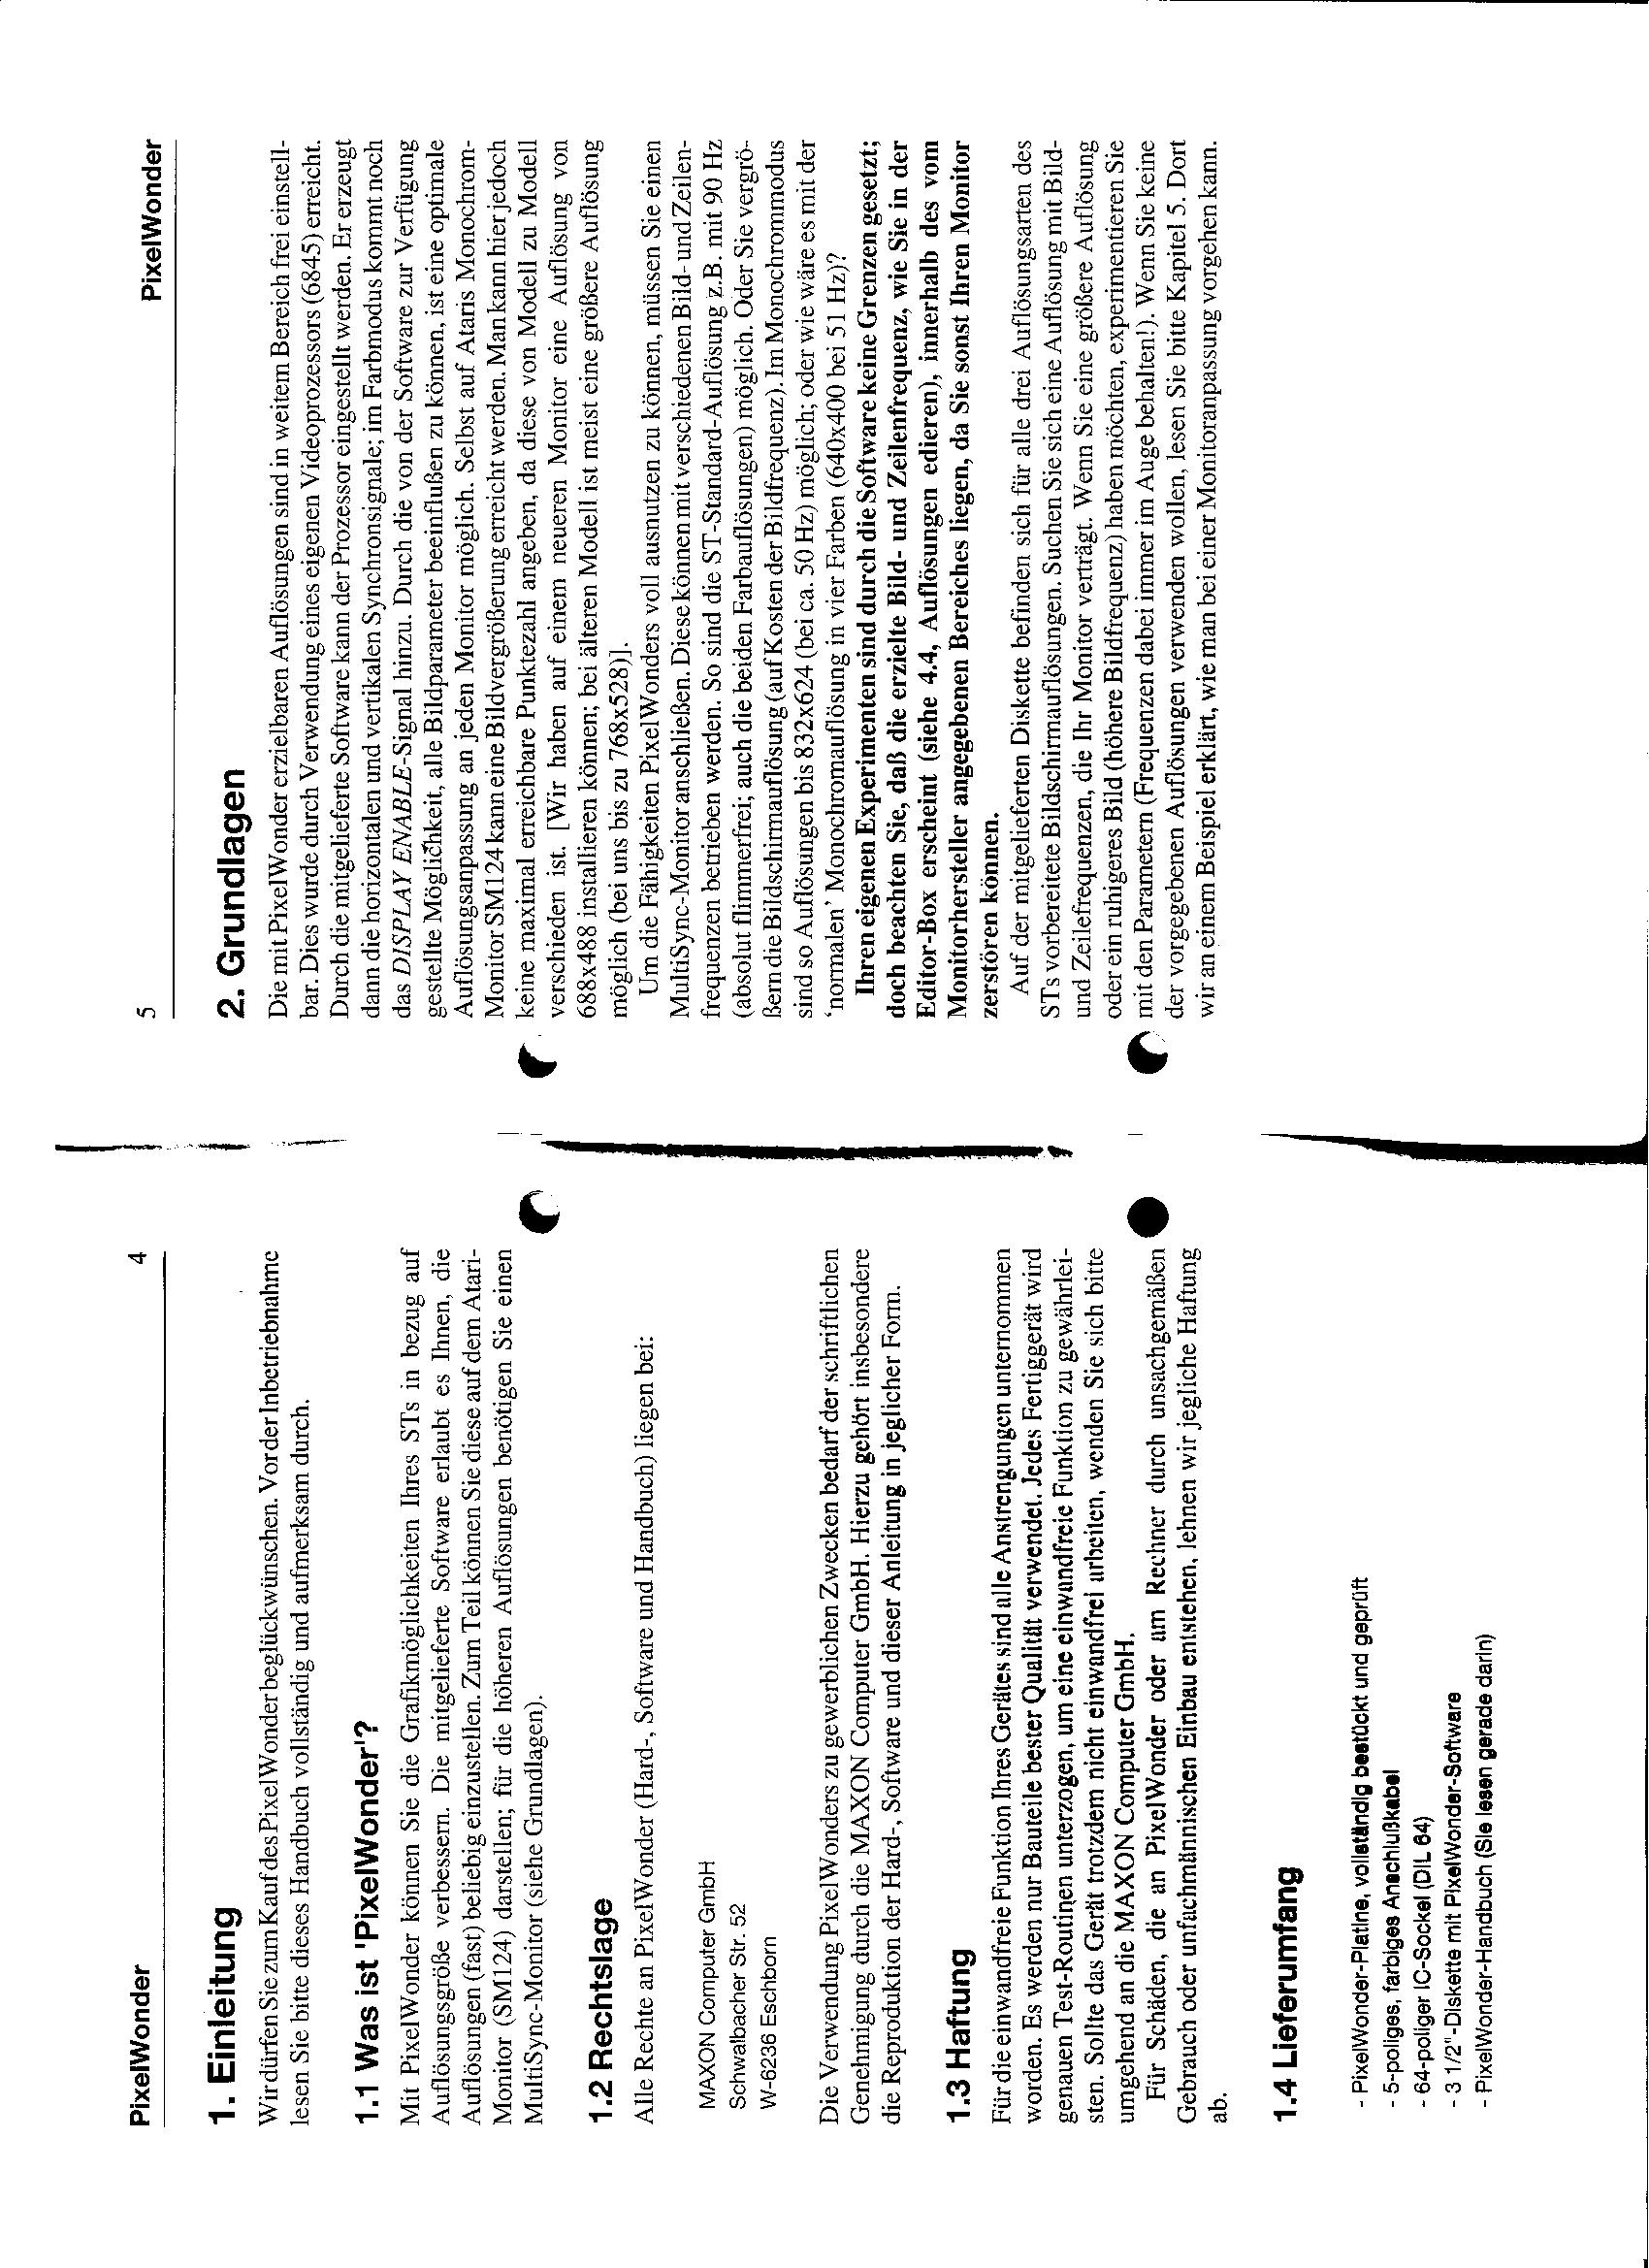 PixelWonder 4
1. Einleitung
Wir dürfen Sie zum Kauf des PixelWonder beglückwünschen. Vor der Inbetriebnahme
lesen Sie bitte dieses Handbuch vollständig und aufmerksam durch.
1.1 Was ist 'PixelWonder'?
Mit PixelWonder können Sie die Grafikmöglichkeiten Ihres STs in bezug auf
Auflösungsgröße verbessern. Die mitgelieferte Software erlaubt es Ihnen, die
Auflösungen (fast) beliebig einzustellen. Zum Teil können Sie diese auf dem Atari-
Monitor (SM124) darstellen; für die höheren Auflösungen benötigen Sie einen
MultiSync-Monitor (siehe Grundlagen).
1.2 Rechtslage
Alle Rechte an PixelWonder (Hard-, Software und Handbuch) liegen bei:
MAXON Computer GmbH
Schwalbacher Str. 52
W-6236 Eschborn
Die Verwendung PixelWonders zu gewerblichen Zwecken bedarf der schriftlichen
Genehmigung durch die MAXON Computer GmbH. Hierzu gehört insbesondere
die Reproduktion der Hard-, Software und dieser Anleitung in jeglicher Form.
1.3 Haftung
Für die einwandfreie Funktion Ihres Gerätes sind alle Anstrengungen unternommen
worden. Es werden nur Bauteile bester Qualität verwendet. Jedes Fertiggerät wird
genauen Test-Routinen unterzogen, um eine einwandfreie Funktion zu gewährlei-
sten. Sollte das Gerät trotzdem nicht einwandfrei arbeiten, wenden Sie sich bitte
umgehend an die MAXON Computer GmbH.
Für Schäden, die an PixelWonder oder am Rechner durch unsachgemäßen
Gebrauch oder unfachmännischen Einbau entstehen, lehnen wir jegliche Haftung
ab.
1.4 Lieferumfang
- PixelWonder-Platine, vollständig bestückt und geprüft
- 5-poliges, farbiges Anschlußkabel
- 64-poliger IC-Sockel (DIL 64)
- 3 1/2"-Diskette mit PixelWonder-Software
- PixelWonder-Handbuch (Sie lesen gerade darin)
5 PixelWonder
2. Grundlagen
Die mit PixelWonder erzielbaren Auflösungen sind in weitem Bereich frei einstell-
bar. Dies wurde durch Verwendung eines eigenen Videoprozessors (6845) erreicht.
Durch die mitgelieferte Software kann der Prozessor eingestellt werden. Er erzeugt
dann die horizontalen und vertikalen Synchronsignale; im Farbmodus kommt noch
das DISPLAY ENABLE-Signal hinzu. Durch die von der Software zur Verfügung
gestellte Möglichkeit, alle Bildparameter beeinflußen zu können, ist eine optimale
Auflösungsanpassung an jeden Monitor möglich. Selbst auf Ataris Monochrom-
Monitor SM124 kann eine Bildvergrößerung erreicht werden. Man kann hier jedoch
keine maximal erreichbare Punktezahl angeben, da diese von Modell zu Modell
verschieden ist. [Wir haben auf einem neueren Monitor eine Auflösung von
688x488 installieren können; bei älteren Modell ist meist eine größere Auflösung
möglich (bei uns bis zu 768x528)].
Um die Fähigkeiten PixelWonders voll ausnutzen zu können, müssen Sie einen
MultiSync-Monitor anschließen. Diese können mit verschiedenen Bild- und Zeilen-
frequenzen betrieben werden. So sind die ST-Standard-Auflösung z.B. mit 90 Hz
(absolut flimmerfrei; auch die beiden Farbauflösungen) möglich. Oder Sie vergrö-
ßern die Bildschirmauflösung (auf Kosten der Bildfrequenz). Im Monochrommodus
sind so Auflösungen bis 832x624 (bei ca. 50 Hz) möglich; oder wie wäre es mit der
‘normalen’ Monochromauflösung in vier Farben (640x400 bei 51 Hz)?
Ihren eigenen Experimenten sind durch die Software keine Grenzen gesetzt;
doch beachten Sie, daß die erzielte Bild- und Zeilenfrequenz, wie Sie in der
Editor-Box erscheint (siehe 4.4, Auflösungen edieren), innerhalb des vom
Monitorhersteller angegebenen Bereiches liegen, da Sie sonst Ihren Monitor
zerstören können.
Auf der mitgelieferten Diskette befinden sich für alle drei Auflösungsarten des
STs vorbereitete Bildschirmauflösungen. Suchen Sie sich eine Auflösung mit Bild-
und Zeilefrequenzen, die Ihr Monitor verträgt. Wenn Sie eine größere Auflösung
oder ein ruhigeres Bild (höhere Bildfrequenz) haben möchten, experimentieren Sie
mit den Parametern (Frequenzen dabei immer im Auge behalten!). Wenn Sie keine
der vorgegebenen Auflösungen verwenden wollen, lesen Sie bitte Kapitel 5. Dort
wir an einem Beispiel erklärt, wie man bei einer Monitoranpassung vorgehen kann.